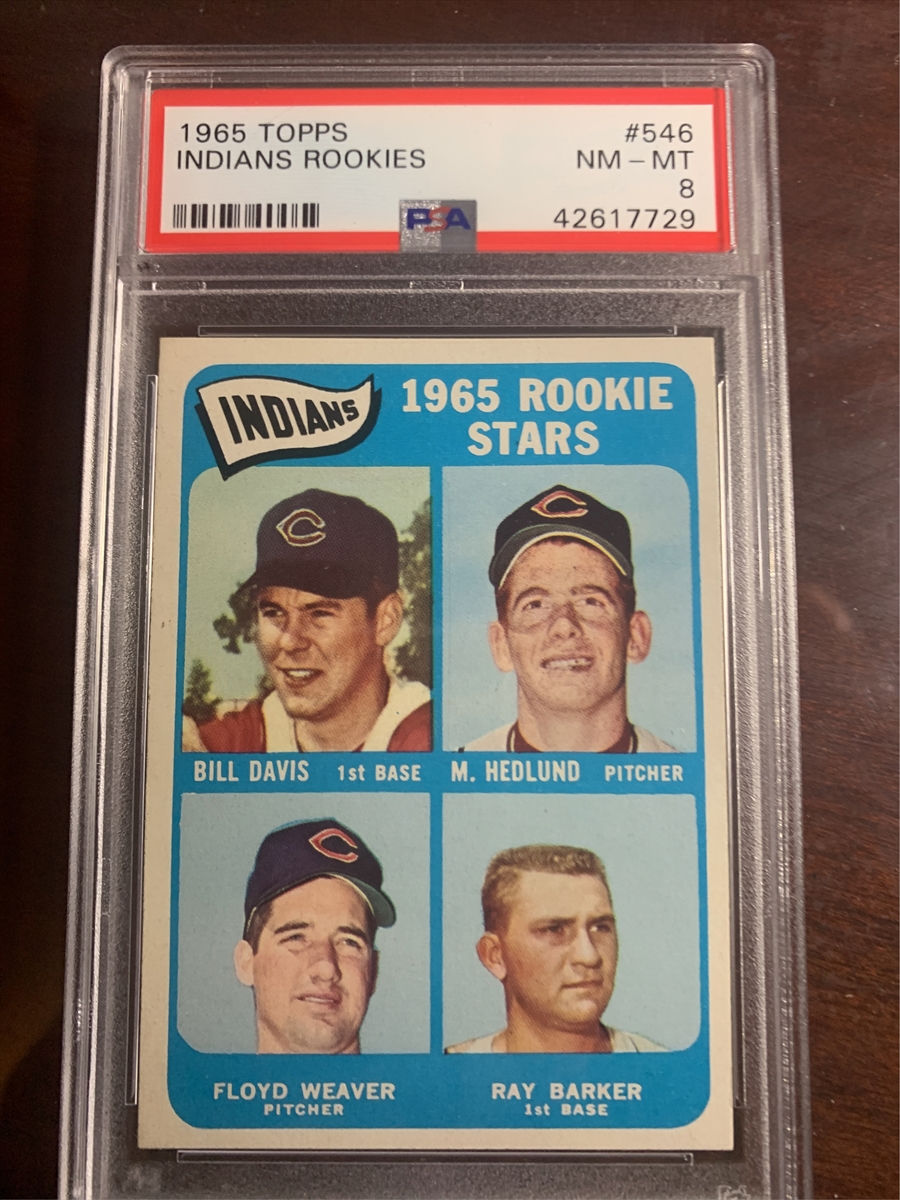 1965 TOPPS #546
INDIANS ROOKIES NM - MT
8
PSA 42617729
INDIANS 1965 ROOKIE
STARS
C C
BILL DAVIS 1st BASE M. HEDLUND PITCHER
C
FLOYD WEAVER RAY BARKER
PITCHER 1st BASE